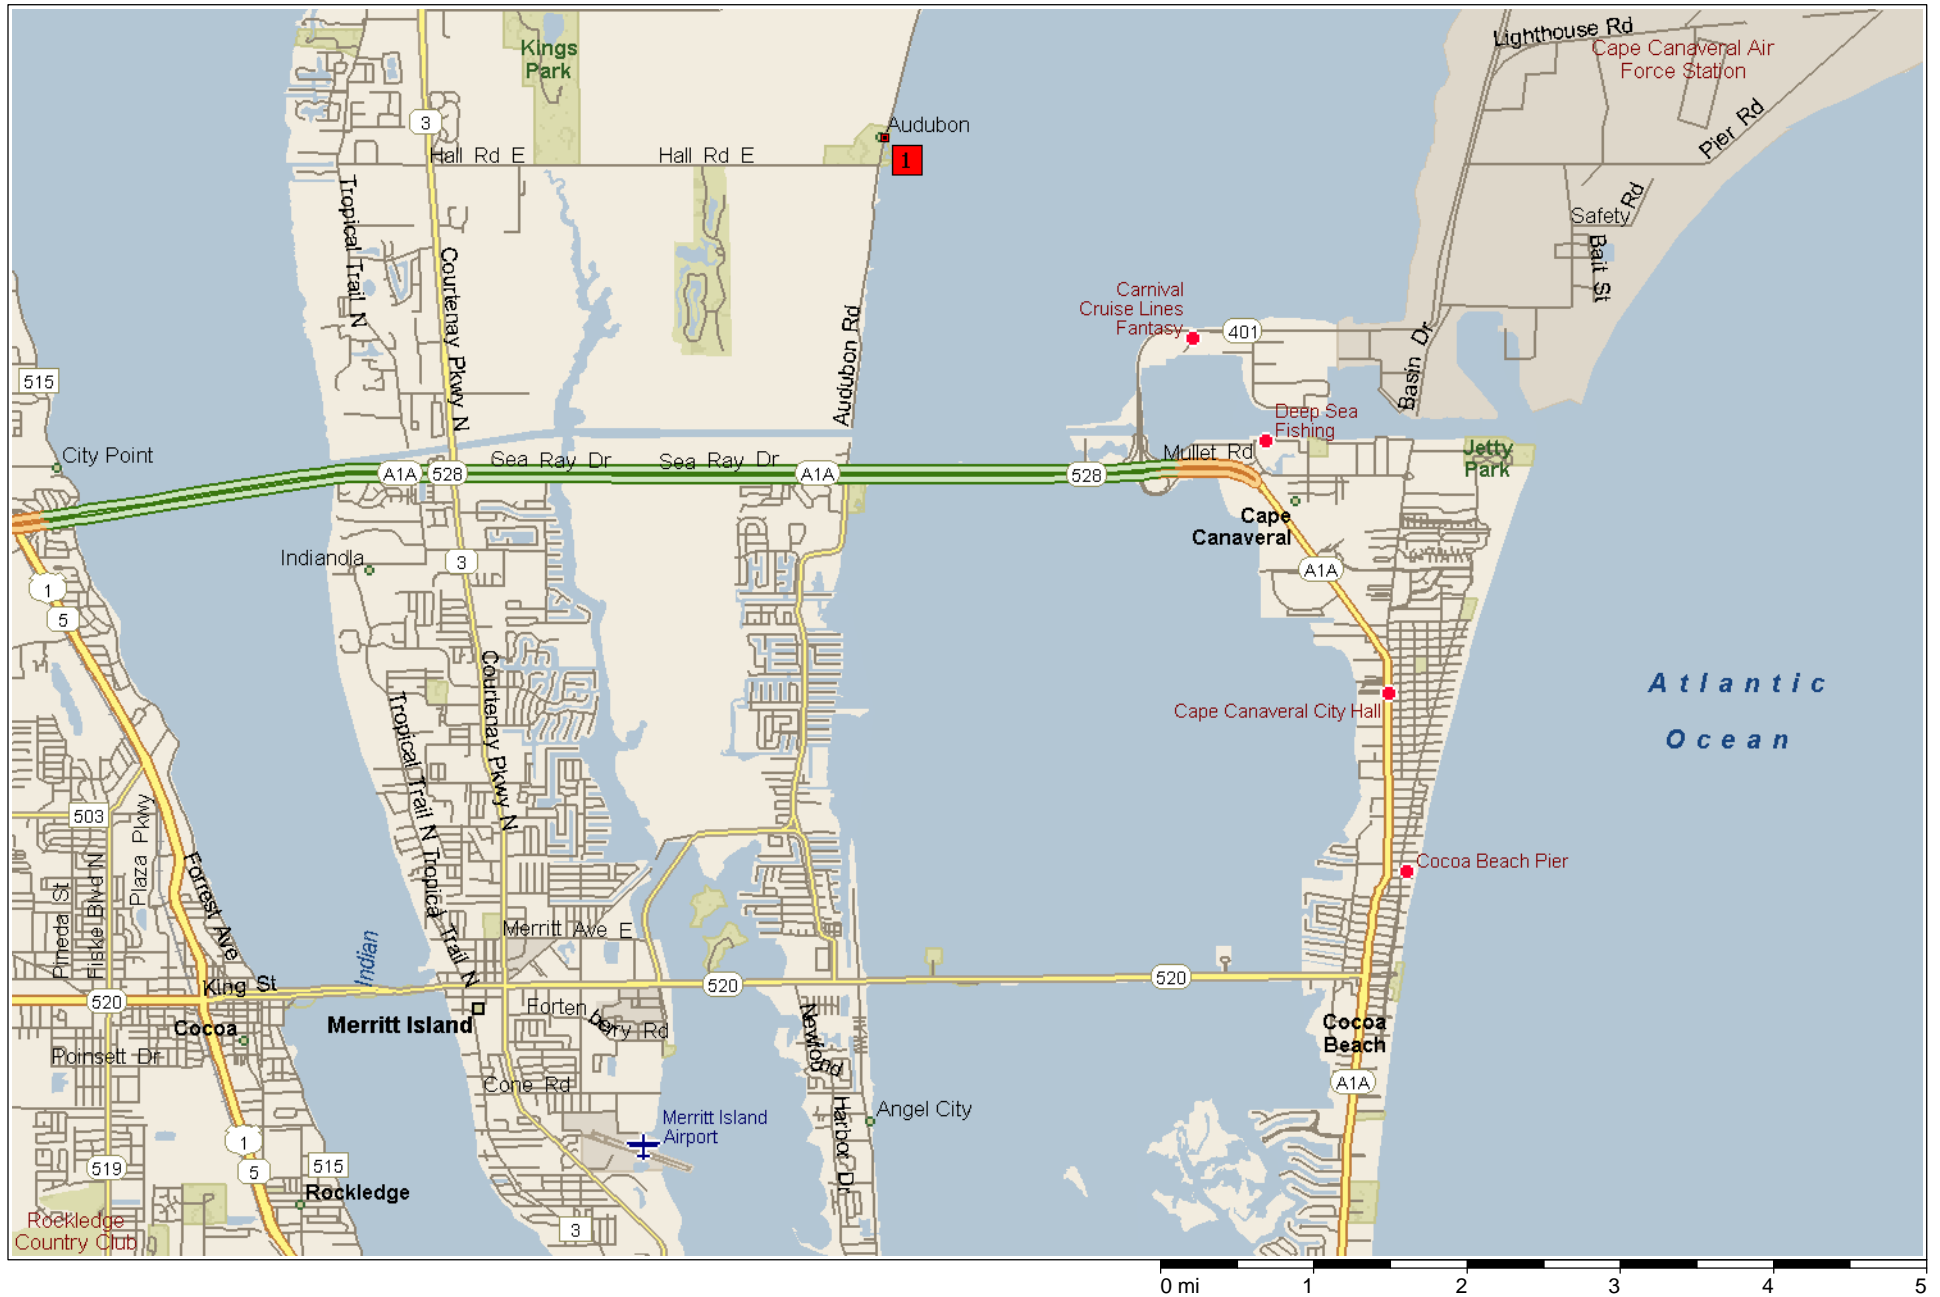 Lighthouse Rd
Cape Canaveral Air
Force Station
Kings
Park
3
Audubon
1
Hall Rd E
Hall Rd E
Pier Rd
Tropical Trail N
Safety Rd
Bait St
Courtenay Pkwy N
Carnival
Cruise Lines
Fantasy
401
Audubon Rd
Basin Dr
515
Deep Sea
Fishing
City Point
Mullet Rd
Jetty
Park
Sea Ray Dr
Sea Ray Dr
A1A
528
A1A
528
Cape
Canaveral
Indianola
3
A1A
1
5
Courtenay Pkwy N
Atlantic
Ocean
Tropical Trail N
Cape Canaveral City Hall
503
Plaza Pkwy
Forrest Ave
Cocoa Beach Pier
Pineda St
Fiske Blvd N
Tropical Trail N
Merritt Ave E
Indian
King St
520
520
520
Forten
bery Rd
Merritt Island
Cocoa
Newfound
Cocoa
Beach
Poinsett Dr
Cone Rd
A1A
Merritt Island
Airport
Harbor Dr
Angel City
1
5
519
515
Rockledge
Rockledge
Country Club
3
0 mi
1
2
3
4
5